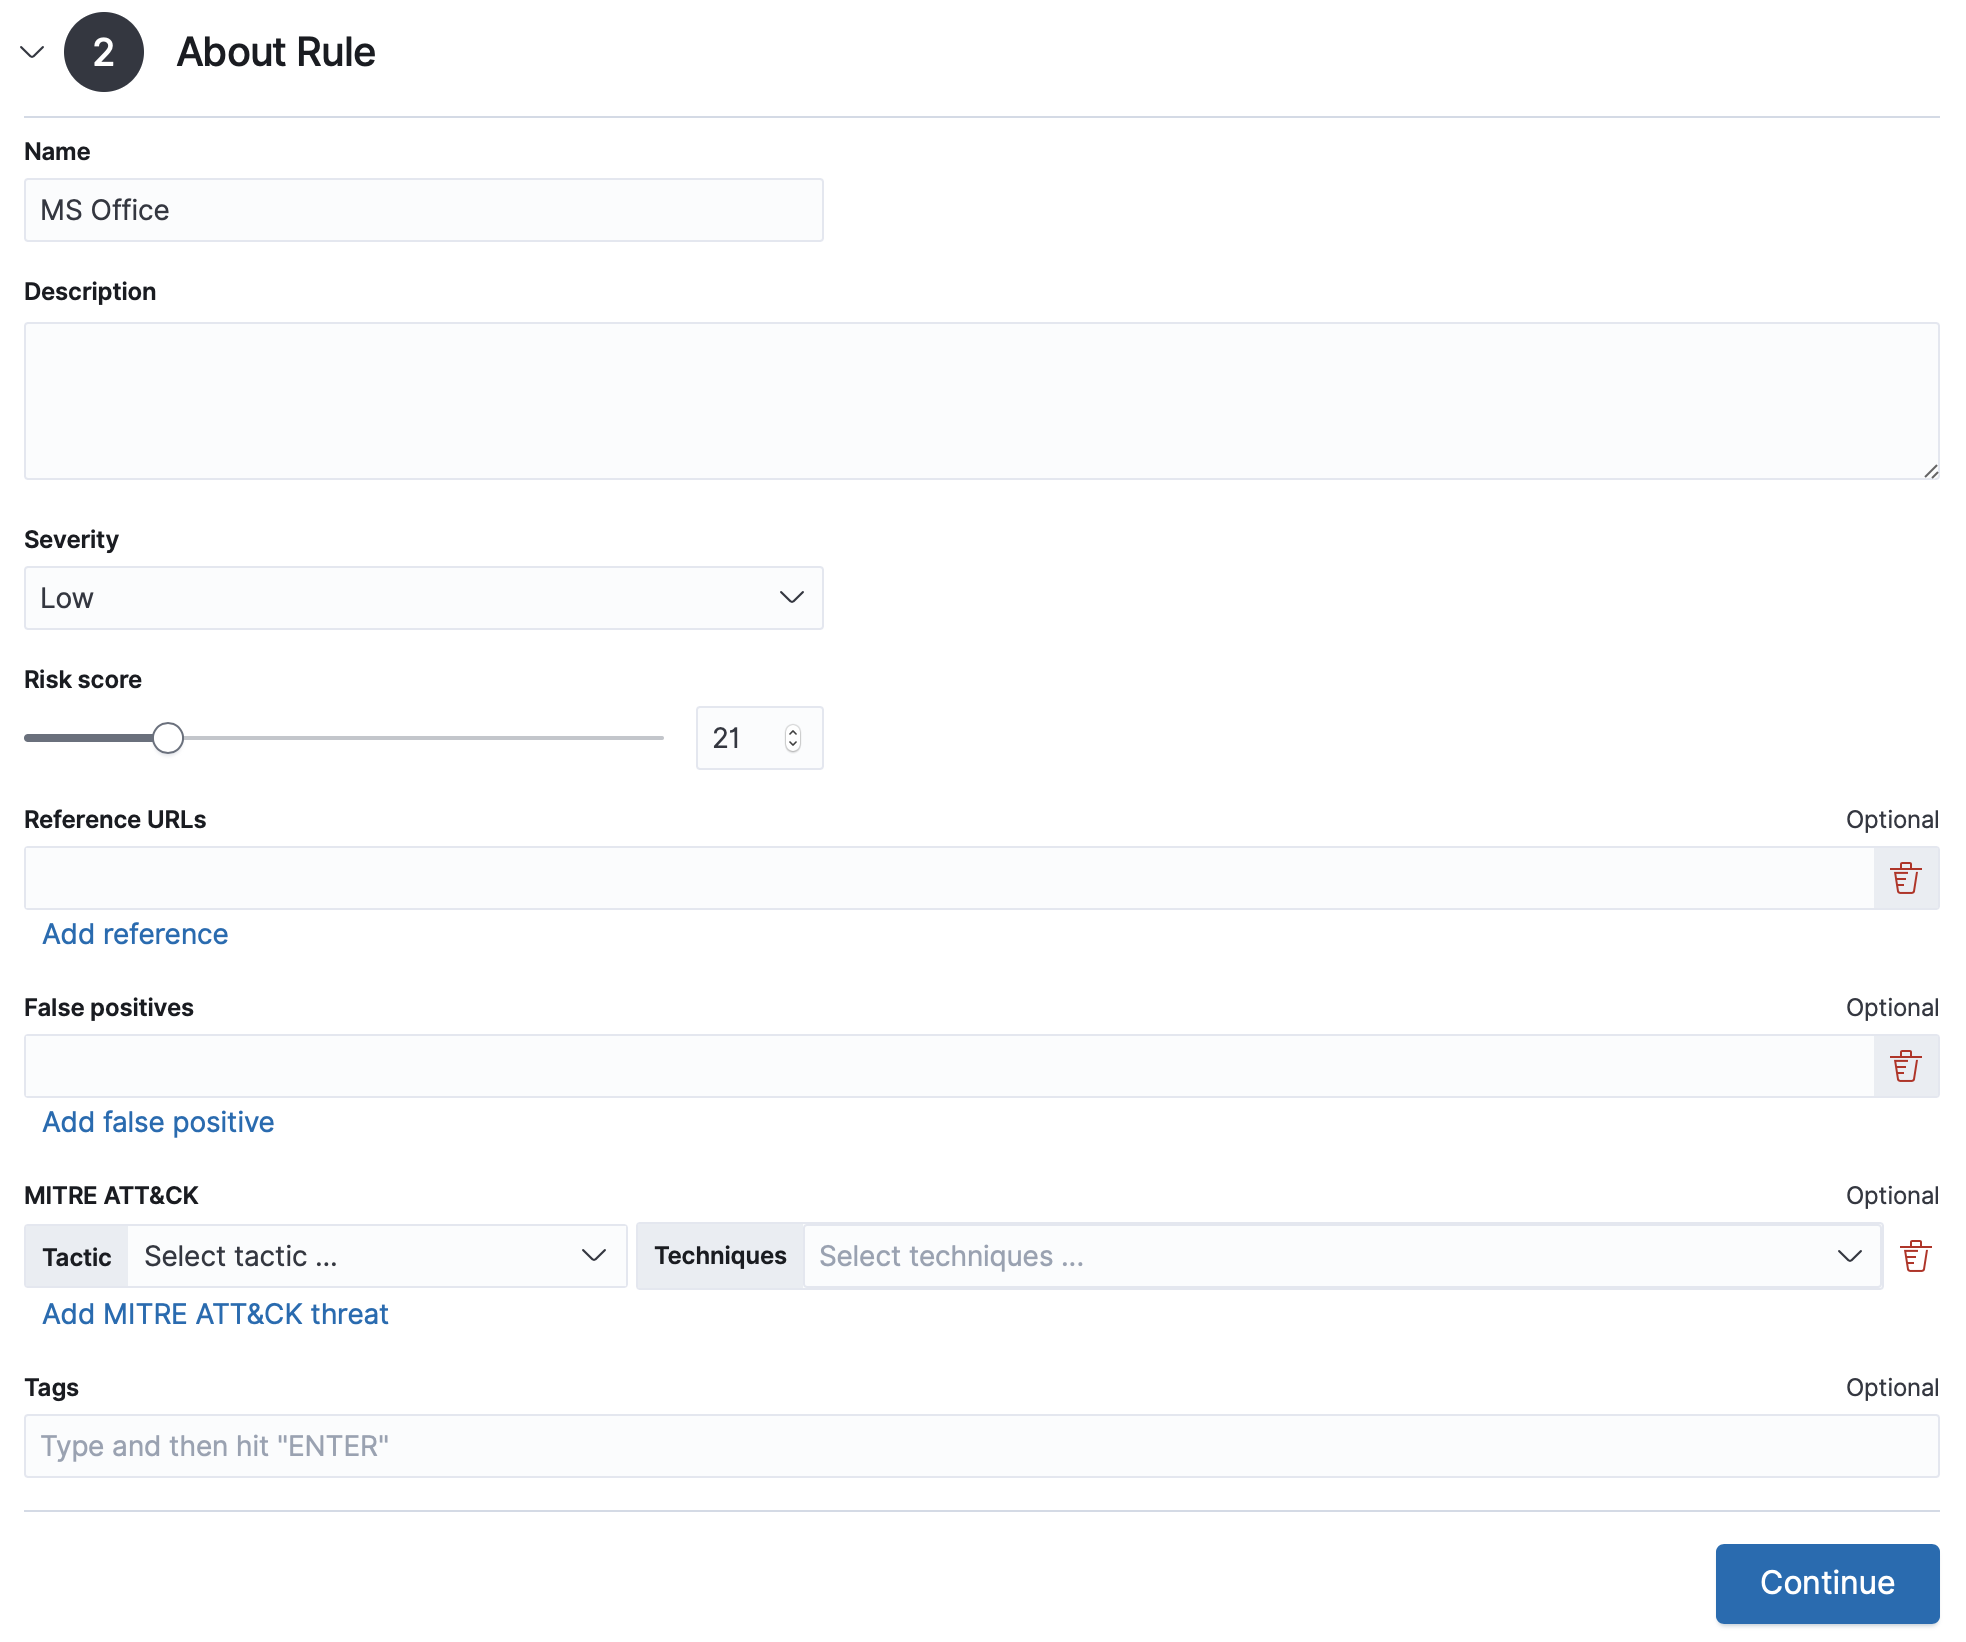 2 About Rule
Name
MS Office
Description
Severity
Low
Risk score
21
Reference URLs Optional
Add reference
False positives Optional
Add false positive
MITRE ATT&CK Optional
Tactic Select tactic ... Techniques Select techniques ...
Add MITRE ATT&CK threat
Tags Optional
Type and then hit "ENTER"
Continue